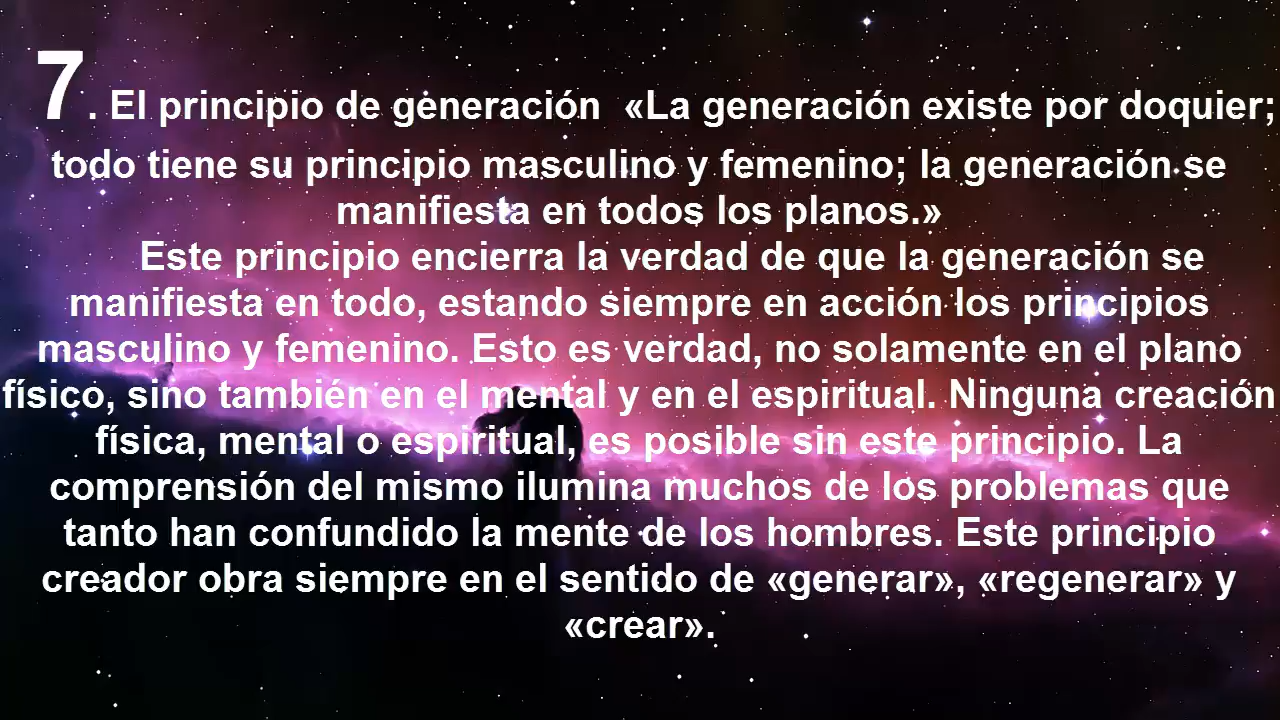 7. El principio de generación «La generación existe por doquier;
todo tiene su principio masculino y femenino; la generación se
manifiesta en todos los planos.»
Este principio encierra la verdad de que la generación se
manifiesta en todo, estando siempre en acción los principios
masculino y femenino. Esto es verdad, no solamente en el plano
físico, sino también en el mental y en el espiritual. Ninguna creación
física, mental o espiritual, es posible sin este principio. La
comprensión del mismo ilumina muchos de los problemas que
tanto han confundido la mente de los hombres. Este principio
creador obra siempre en el sentido de «generar», «regenerar» y
«crear».